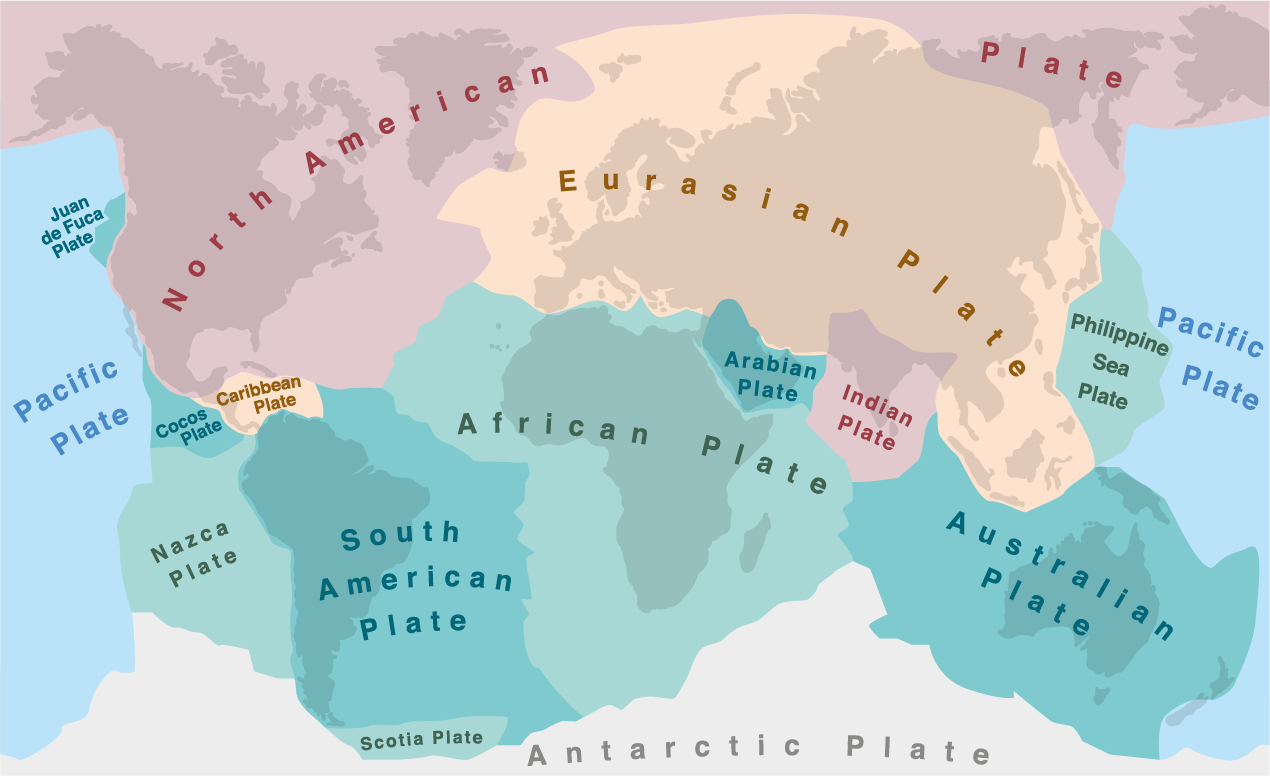 North American
Plate
Eurasian Plate
Juan
de Fuca
Plate
Pacific
Plate
Caribbean
Plate
Cocos
Plate
Arabian
Plate
Indian
Plate
Philippine
Sea
Plate
Pacific
Plate
African Plate
Nazca
Plate
South
American
Plate
Australian
Plate
Scotia Plate
Antarctic Plate